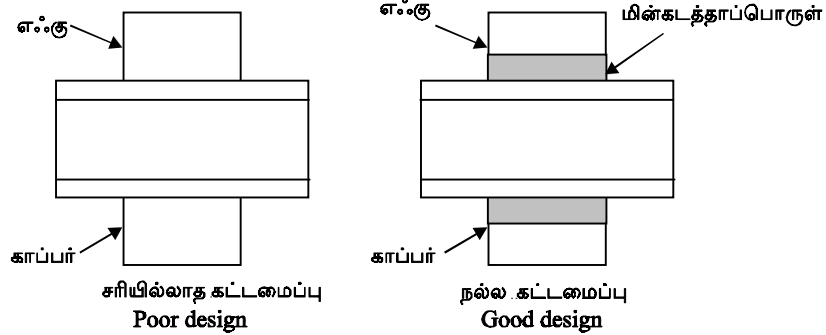 எஃகு
காப்பர்
சரியில்லாத கட்டமைப்பு
Poor design
எஃகு
மின்கடத்தாப்பொருள்
காப்பர்
நல்ல கட்டமைப்பு
Good design